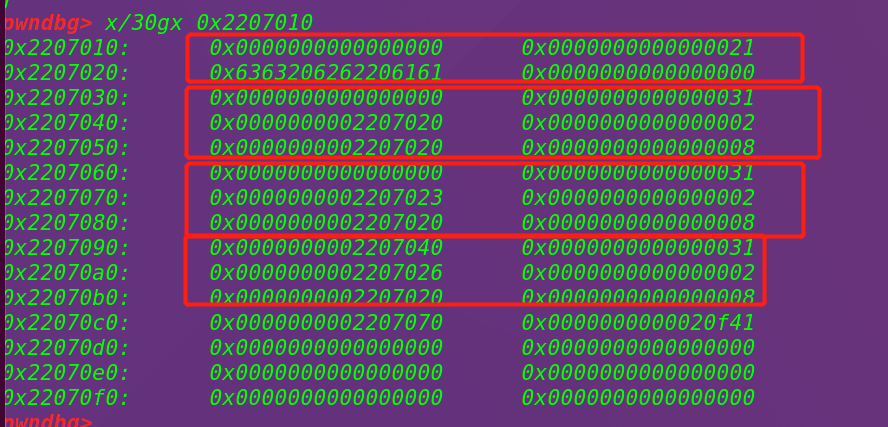 pwndbg> x/30gx 0x2207010
0x2207010: 0x0000000000000000 0x0000000000000021
0x2207020: 0x6363206262206161 0x0000000000000000
0x2207030: 0x0000000000000000 0x0000000000000031
0x2207040: 0x0000000002207020 0x0000000000000002
0x2207050: 0x0000000002207020 0x0000000000000008
0x2207060: 0x0000000000000000 0x0000000000000031
0x2207070: 0x0000000002207023 0x0000000000000002
0x2207080: 0x0000000002207020 0x0000000000000008
0x2207090: 0x0000000002207040 0x0000000000000031
0x22070a0: 0x0000000002207026 0x0000000000000002
0x22070b0: 0x0000000002207020 0x0000000000000008
0x22070c0: 0x0000000002207070 0x0000000000020f41
0x22070d0: 0x0000000000000000 0x0000000000000000
0x22070e0: 0x0000000000000000 0x0000000000000000
0x22070f0: 0x0000000000000000 0x0000000000000000
pwndbg>